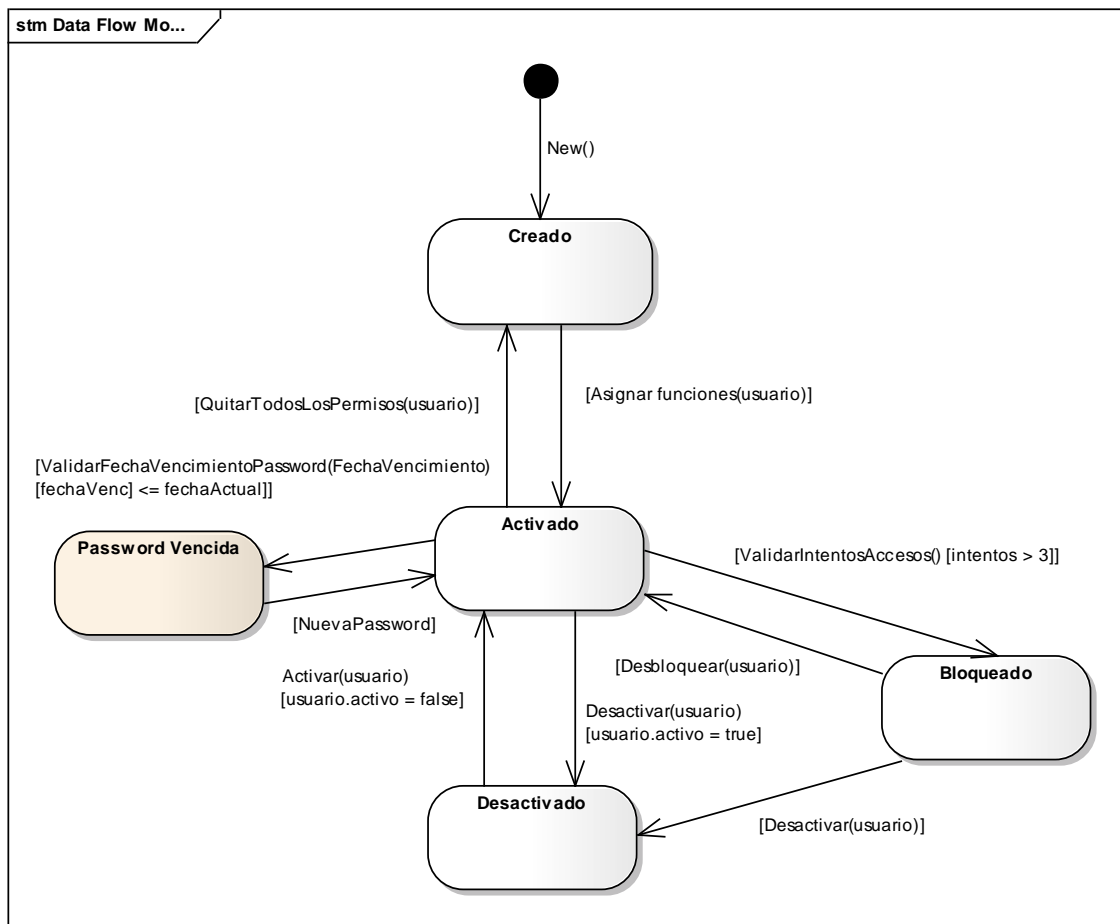 stm Data Flow Mo...
New()
Creado
[QuitarTodosLosPermisos(usuario)]
[Asignar funciones(usuario)]
[ValidarFechaVencimientoPassword(FechaVencimiento)
[fechaVenc] <= fechaActual]]
Activado
Password Vencida
[ValidarIntentosAccesos() [intentos > 3]]
[NuevaPassword]
[Desbloquear(usuario)]
Bloqueado
Activar(usuario)
[usuario.activo = false]
Desactivar(usuario)
[usuario.activo = true]
Desactivado
[Desactivar(usuario)]